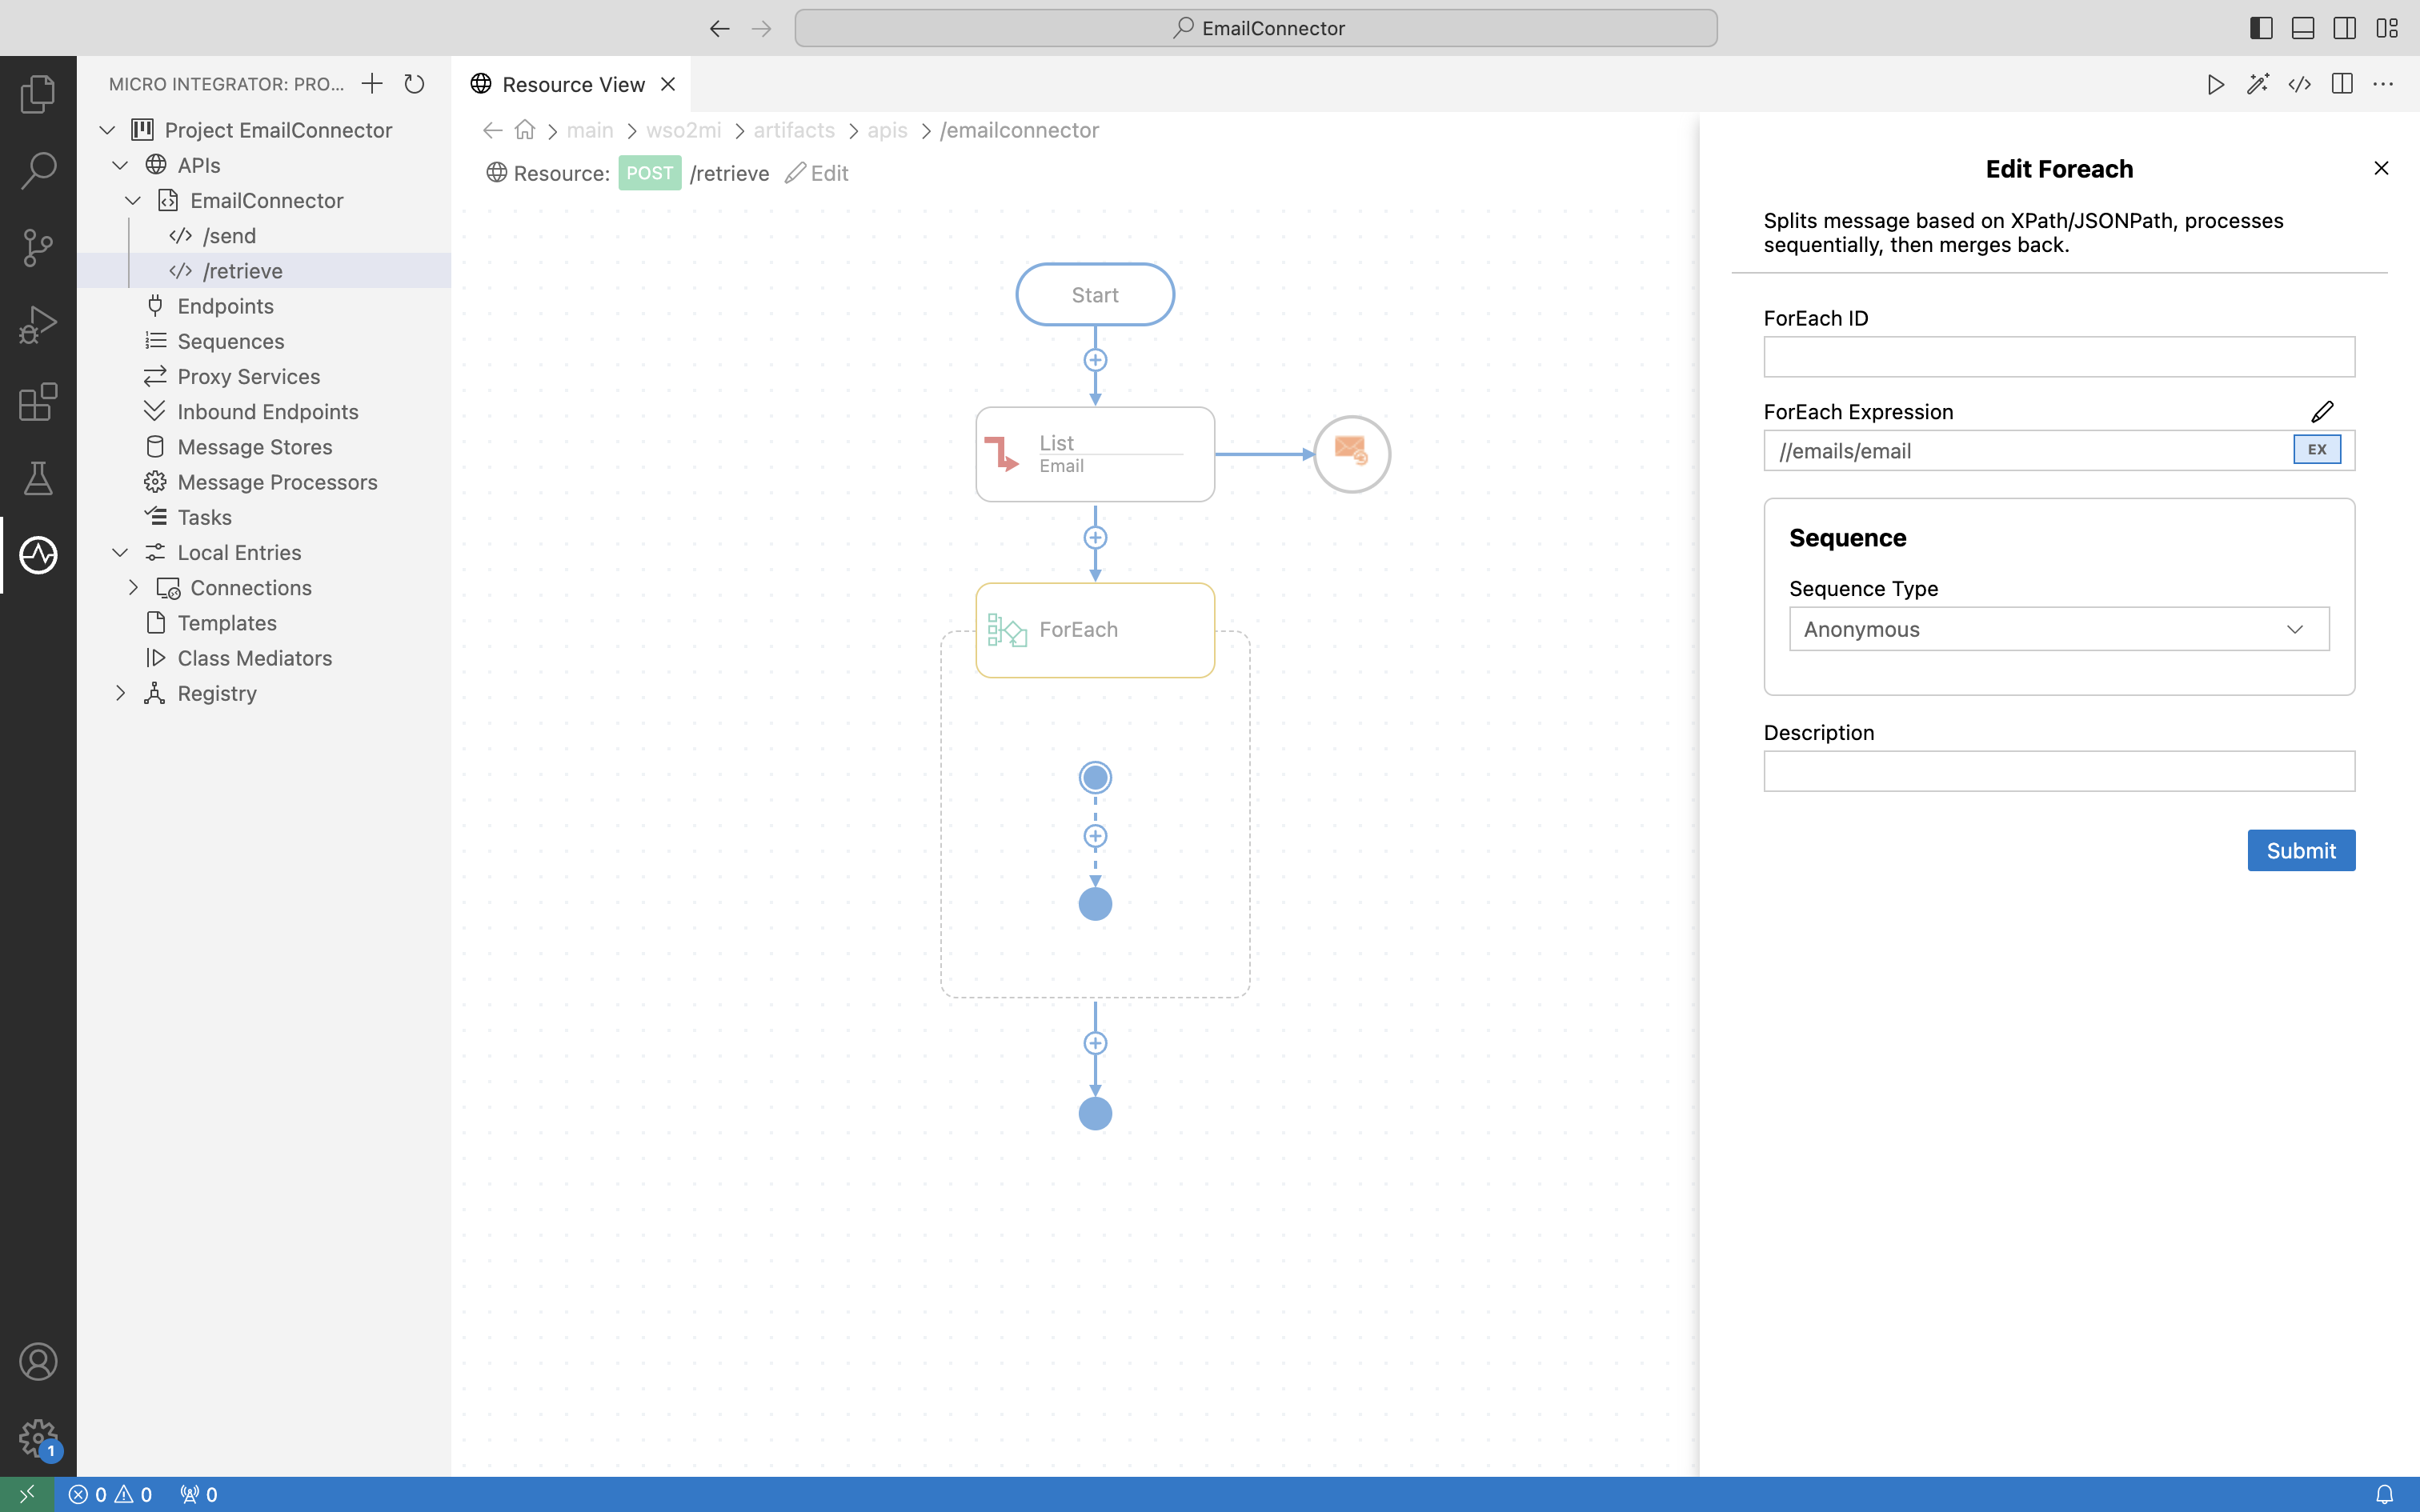 EmailConnector
MICRO INTEGRATOR: PRO...
Project EmailConnector
APIs
EmailConnector
/send
/retrieve
Endpoints
Sequences
Proxy Services
Inbound Endpoints
Message Stores
Message Processors
Tasks
Local Entries
Connections
Templates
Class Mediators
Registry
1
Resource View
main > wso2mi > artifacts > apis > /emailconnector
Resource: POST /retrieve Edit
Start
List
Email
ForEach
Edit Foreach
Splits message based on XPath/JSONPath, processes
sequentially, then merges back.
ForEach ID
ForEach Expression
//emails/email EX
Sequence
Sequence Type
Anonymous
Description
Submit
0 0 0